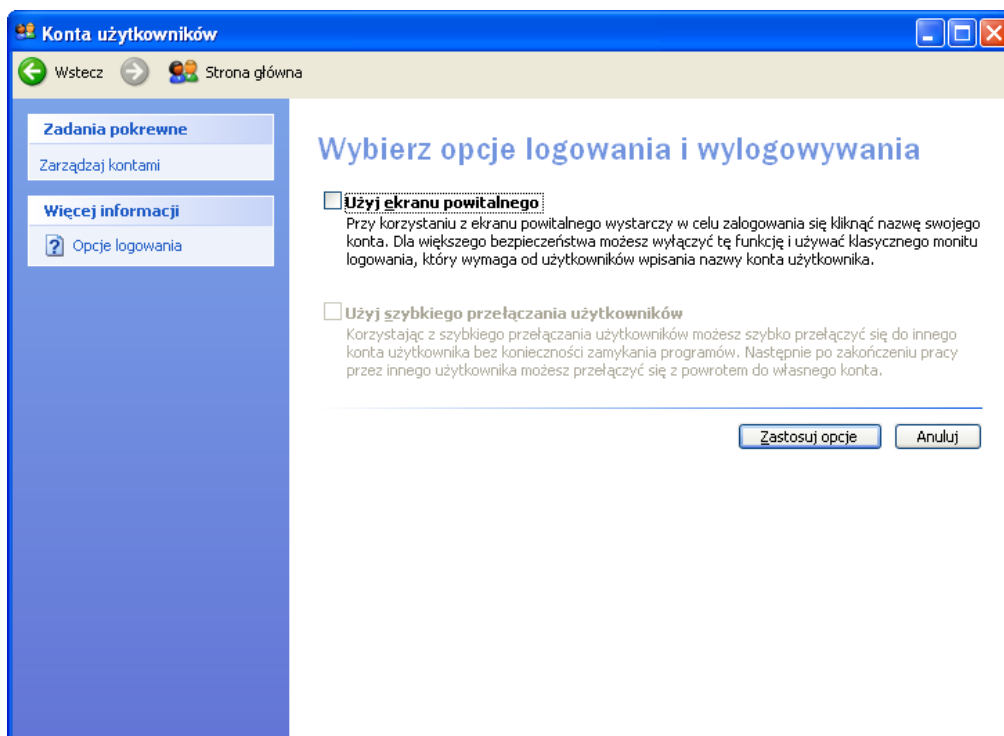 Konta użytkowników
Wstecz
Strona główna
Zadania pokrewne
Zarządzaj kontami
Więcej informacji
Opcje logowania
Wybierz opcje logowania i wylogowywania
Użyj ekranu powitalnego
Przy korzystaniu z ekranu powitalnego wystarczy w celu zalogowania się kliknąć nazwę swojego
konta. Dla większego bezpieczeństwa możesz wyłączyć tę funkcję i używać klasycznego monitu
logowania, który wymaga od użytkowników wpisania nazwy konta użytkownika.
Użyj szybkiego przełączania użytkowników
Korzystając z szybkiego przełączania użytkowników możesz szybko przełączyć się do innego
konta użytkownika bez konieczności zamykania programów. Następnie po zakończeniu pracy
przez innego użytkownika możesz przełączyć się z powrotem do własnego konta.
Zastosuj opcje
Anuluj